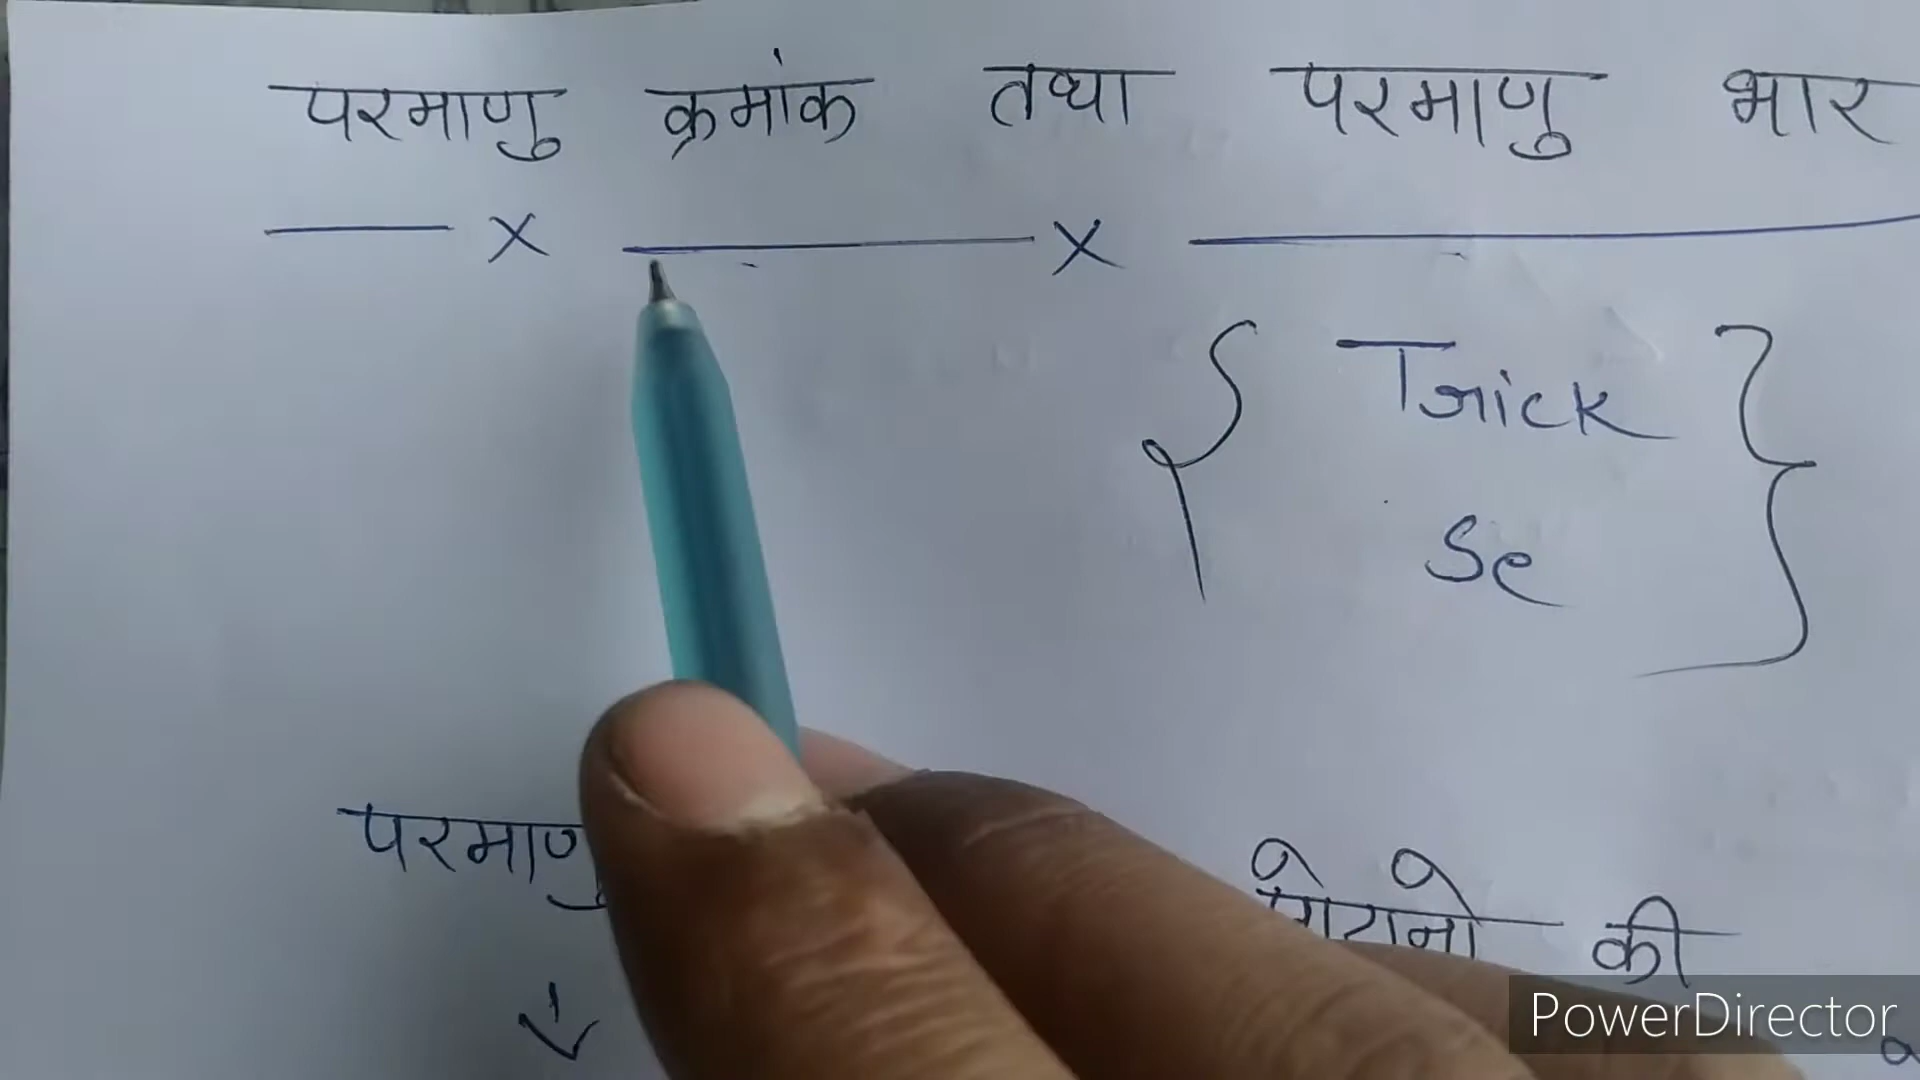 परमाणु क्रमांक तथा परमाणु भार
Trick
Se
परमाणु की
PowerDirector